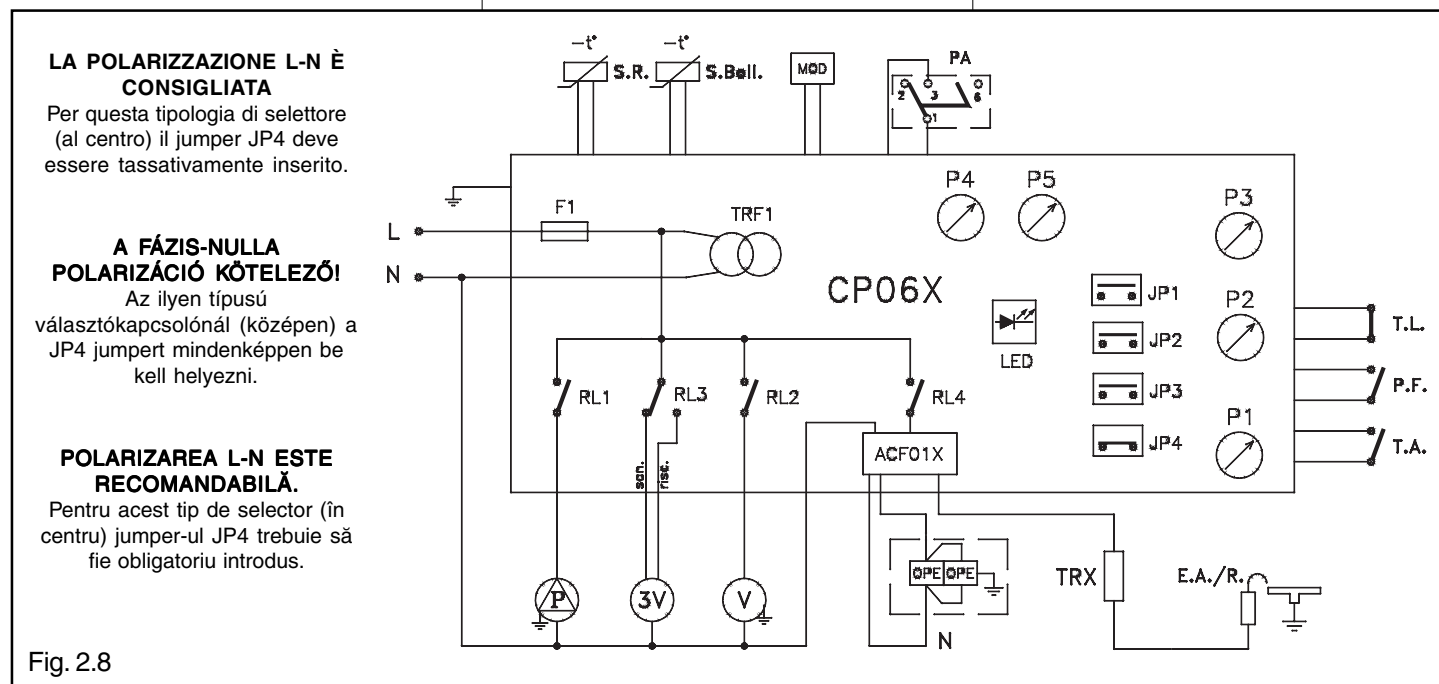 LA POLARIZZAZIONE L-N È
CONSIGLIATA
Per questa tipologia di selettore
(al centro) il jumper JP4 deve
essere tassativamente inserito.
A FÁZIS-NULLA
POLARIZÁCIÓ KÖTELEZŐ!
Az ilyen típusú
választókapcsolónál (középen) a
JP4 jumpert mindenképpen be
kell helyezni.
POLARIZAREA L-N ESTE
RECOMANDABILĂ.
Pentru acest tip de selector (în
centru) jumper-ul JP4 trebuie să
fie obligatoriu introdus.
Fig. 2.8
-t° -t°
S.R. S.Boll. MOD PA
2 3 6
1
P4 P5 P3
F1 TRF1
L
N
CP06X
LED
JP1
JP2
JP3
JP4
P2
P1
T.L.
P.F.
T.A.
RL1 RL3 RL2 RL4
san. risc.
ACF01X
OPE OPE
P 3V V
N
TRX
E.A./R.